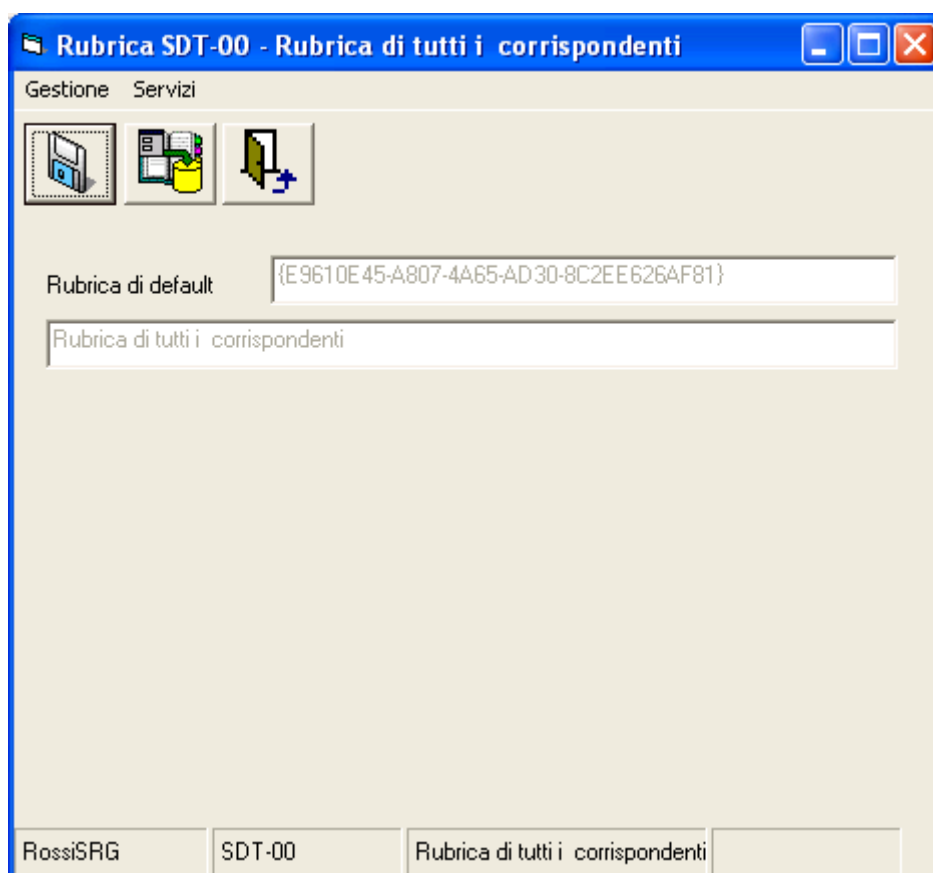 Rubrica SDT-00 - Rubrica di tutti i  corrispondenti
Gestione Servizi
Rubrica di default {E9610E45-A807-4A65-AD30-8C2EE626AF81}
Rubrica di tutti i  corrispondenti
RossiSRG SDT-00 Rubrica di tutti i  corrispondenti